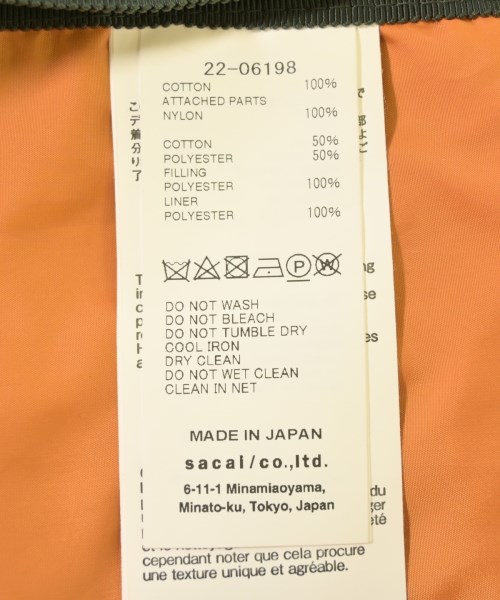 22-06198
COTTON 100%
ATTACHED PARTS
NYLON 100%
COTTON 50%
POLYESTER 50%
FILLING
POLYESTER 100%
LINER
POLYESTER 100%
DO NOT WASH
DO NOT BLEACH
DO NOT TUMBLE DRY
COOL IRON
DRY CLEAN
DO NOT WET CLEAN
CLEAN IN NET
MADE IN JAPAN
sacai/co.,ltd.
6-11-1 Minamiaoyama,
Minato-ku, Tokyo, Japan
cependant noter que cela procure
une texture unique et agréable.